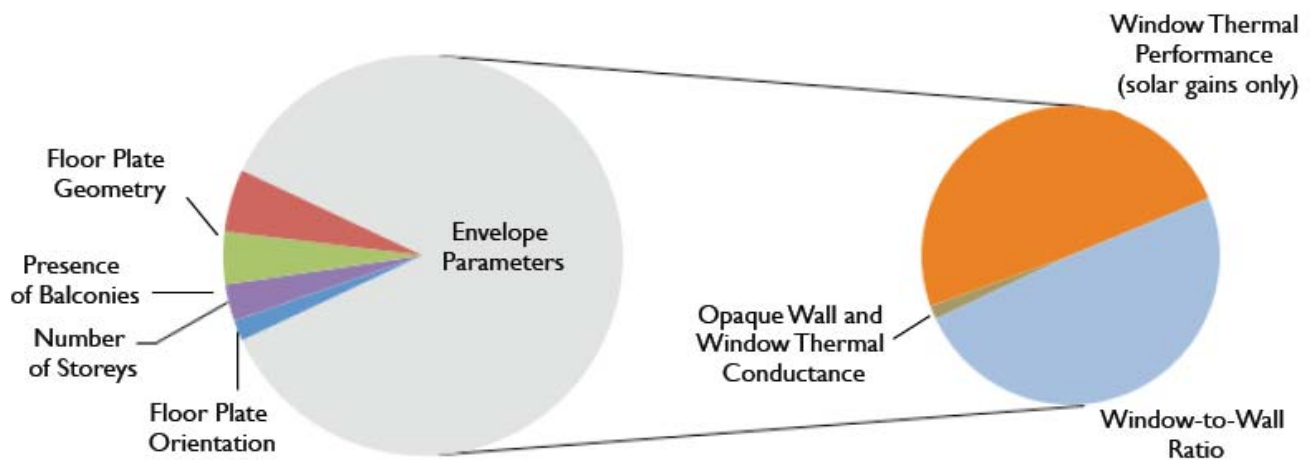 Window Thermal
Performance
(solar gains only)
Floor Plate
Geometry
Envelope
Parameters
Presence
of Balconies
Number
of Storeys
Opaque Wall and
Window Thermal
Conductance
Floor Plate
Orientation
Window-to-Wall
Ratio